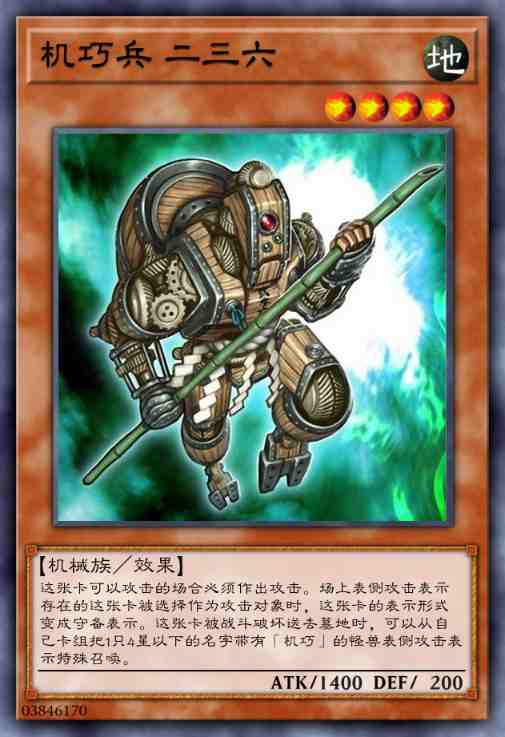 机巧兵 二三六
地
【机械族／效果】
这张卡可以攻击的场合必须作出攻击。场上表侧攻击表示
存在的这张卡被选择作为攻击对象时，这张卡的表示形式
变成守备表示。这张卡被战斗破坏送去墓地时，可以从自
己卡组把1只4星以下的名字带有「机巧」的怪兽表侧攻击表
示特殊召唤。
ATK/1400 DEF/ 200
03846170